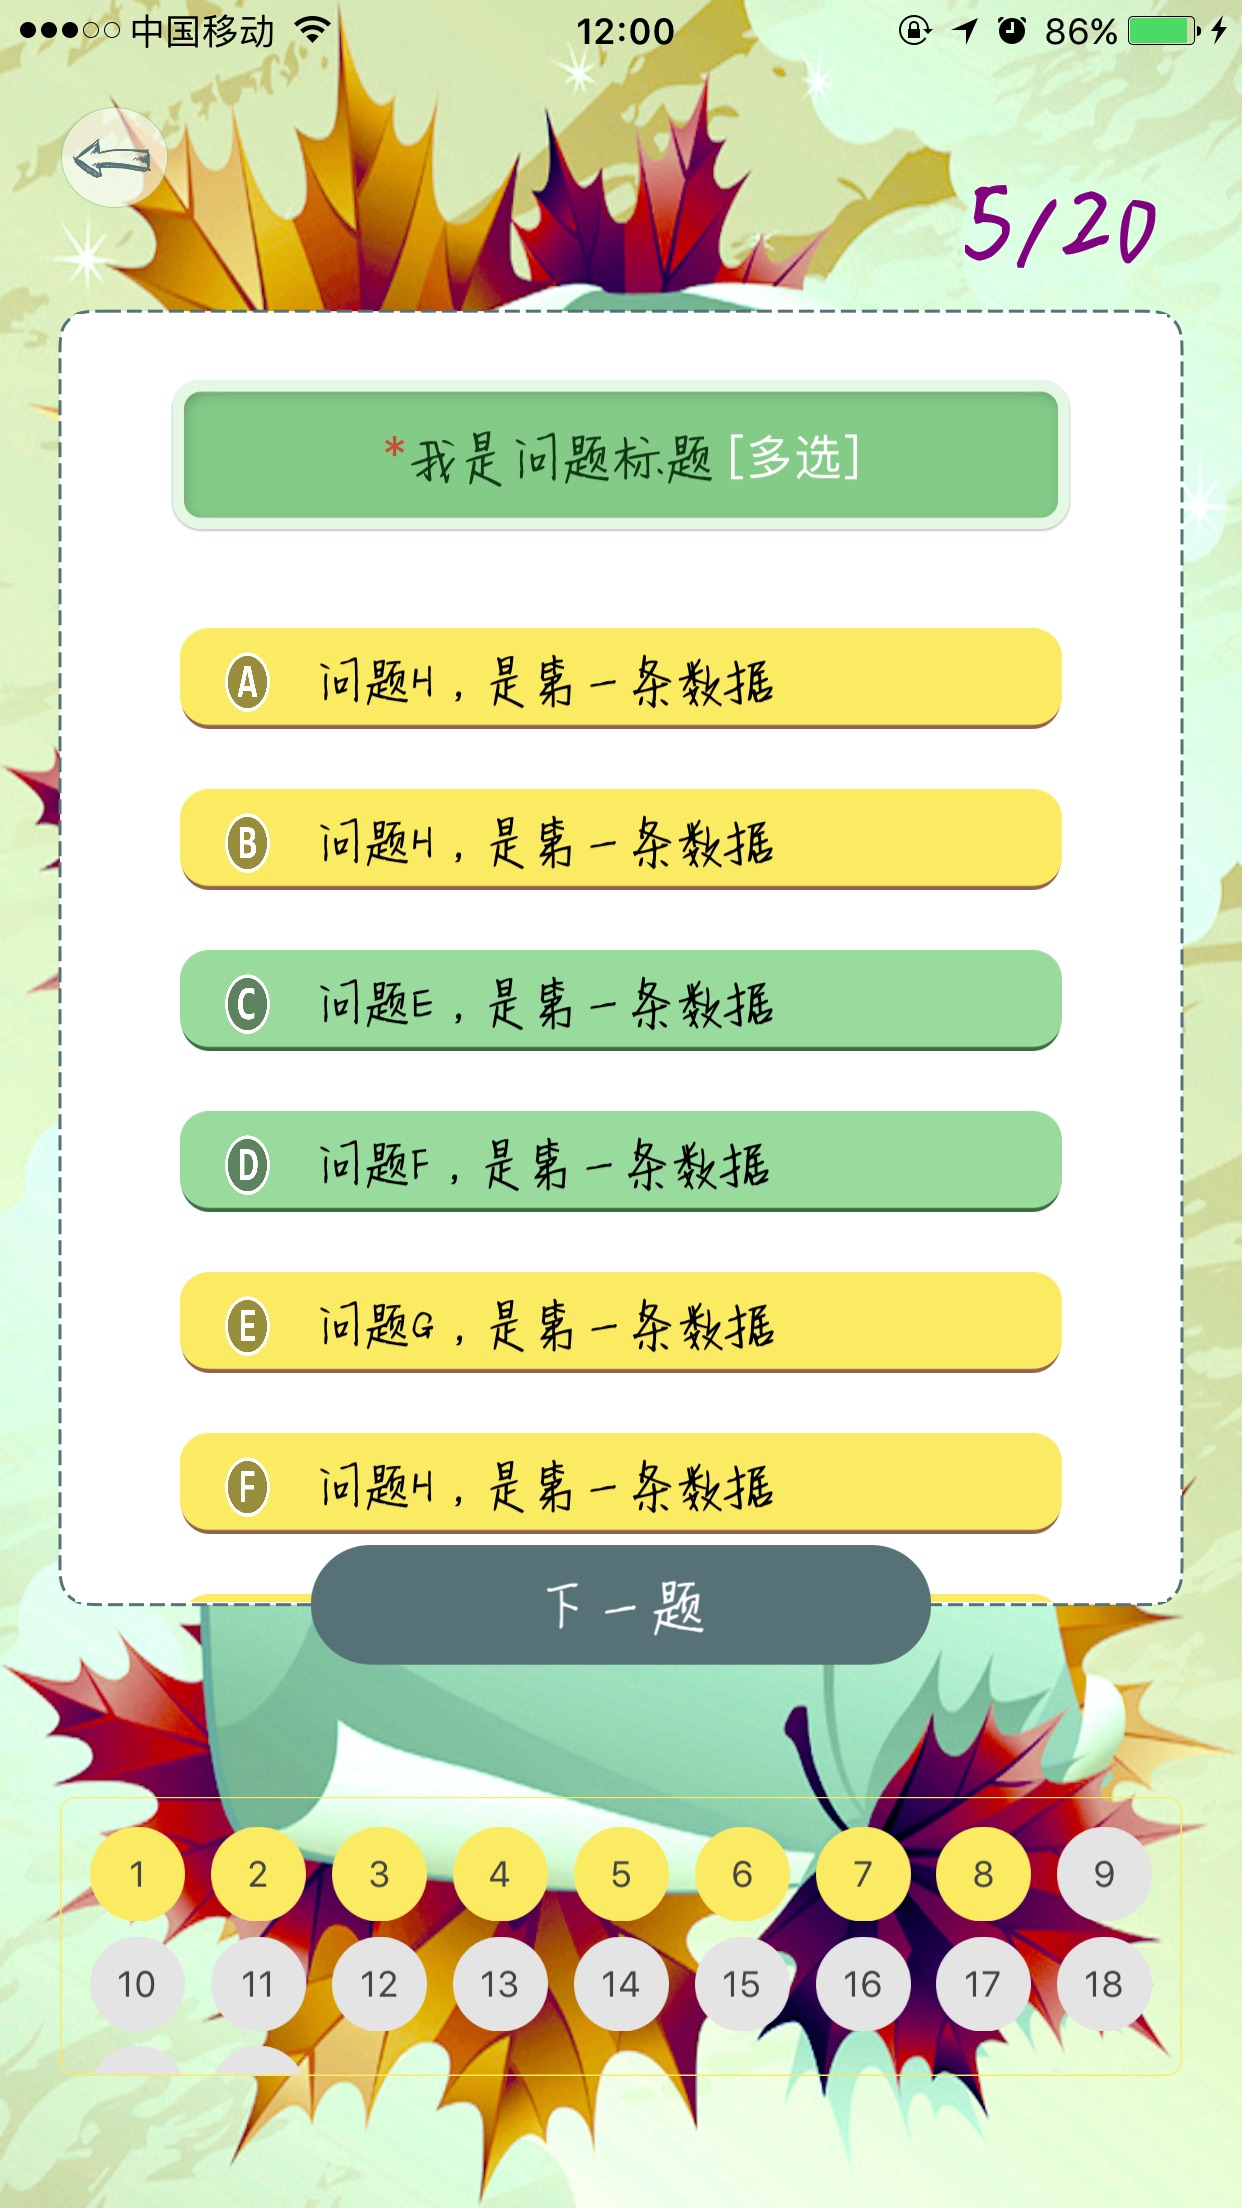 中国移动 12:00 86%
5/20
*我是问题标题[多选]
A 问题H，是第一条数据
B 问题H，是第一条数据
C 问题E，是第一条数据
D 问题F，是第一条数据
E 问题G，是第一条数据
F 问题H，是第一条数据
下一题
1 2 3 4 5 6 7 8 9
10 11 12 13 14 15 16 17 18